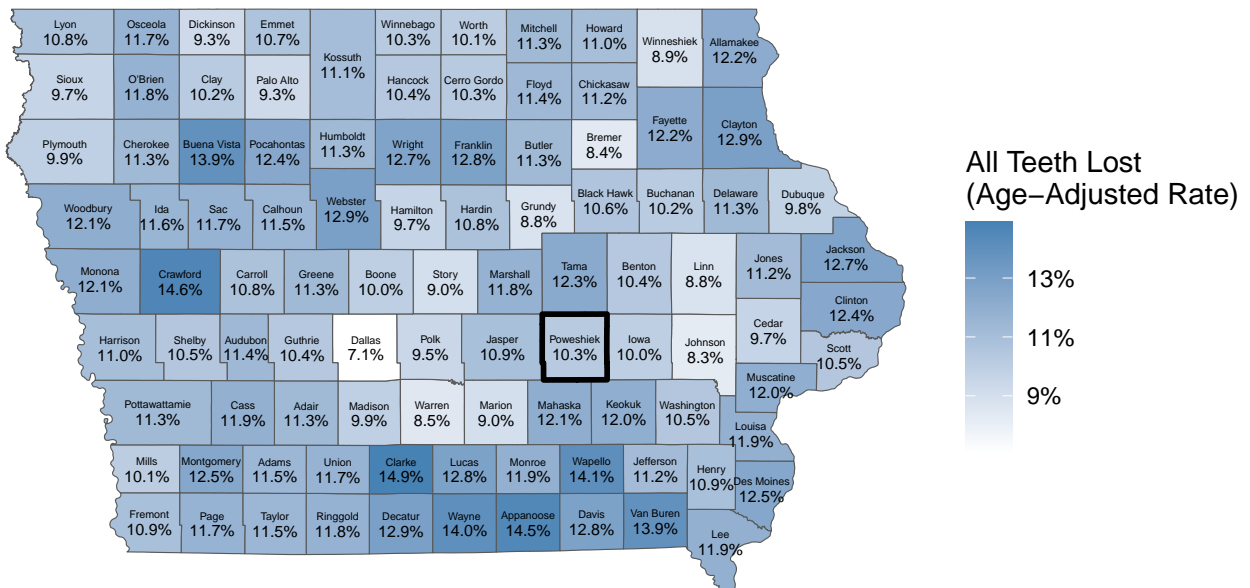 Lyon
10.8%
Osceola
11.7%
Dickinson
9.3%
Emmet
10.7%
Kossuth
11.1%
Winnebago
10.3%
Worth
10.1%
Mitchell
11.3%
Howard
11.0%
Winneshiek
8.9%
Allamakee
12.2%
Sioux
9.7%
O'Brien
11.8%
Clay
10.2%
Palo Alto
9.3%
Hancock
10.4%
Cerro Gordo
10.3%
Floyd
11.4%
Chickasaw
11.2%
Fayette
12.2%
Clayton
12.9%
Plymouth
9.9%
Cherokee
11.3%
Buena Vista
13.9%
Pocahontas
12.4%
Humboldt
11.3%
Wright
12.7%
Franklin
12.8%
Butler
11.3%
Bremer
8.4%
Woodbury
12.1%
Ida
11.6%
Sac
11.7%
Calhoun
11.5%
Webster
12.9%
Hamilton
9.7%
Hardin
10.8%
Grundy
8.8%
Black Hawk
10.6%
Buchanan
10.2%
Delaware
11.3%
Dubuque
9.8%
Monona
12.1%
Crawford
14.6%
Carroll
10.8%
Greene
11.3%
Boone
10.0%
Story
9.0%
Marshall
11.8%
Tama
12.3%
Benton
10.4%
Linn
8.8%
Jones
11.2%
Jackson
12.7%
Clinton
12.4%
Harrison
11.0%
Shelby
10.5%
Audubon
11.4%
Guthrie
10.4%
Dallas
7.1%
Polk
9.5%
Jasper
10.9%
Poweshiek
10.3%
Iowa
10.0%
Johnson
8.3%
Cedar
9.7%
Scott
10.5%
Muscatine
12.0%
Pottawattamie
11.3%
Cass
11.9%
Adair
11.3%
Madison
9.9%
Warren
8.5%
Marion
9.0%
Mahaska
12.1%
Keokuk
12.0%
Washington
10.5%
Louisa
11.9%
Mills
10.1%
Montgomery
12.5%
Adams
11.5%
Union
11.7%
Clarke
14.9%
Lucas
12.8%
Monroe
11.9%
Wapello
14.1%
Jefferson
11.2%
Henry
10.9%
Des Moines
12.5%
Fremont
10.9%
Page
11.7%
Taylor
11.5%
Ringgold
11.8%
Decatur
12.9%
Wayne
14.0%
Appanoose
14.5%
Davis
12.8%
Van Buren
13.9%
Lee
11.9%
All Teeth Lost
(Age−Adjusted Rate)
13%
11%
9%